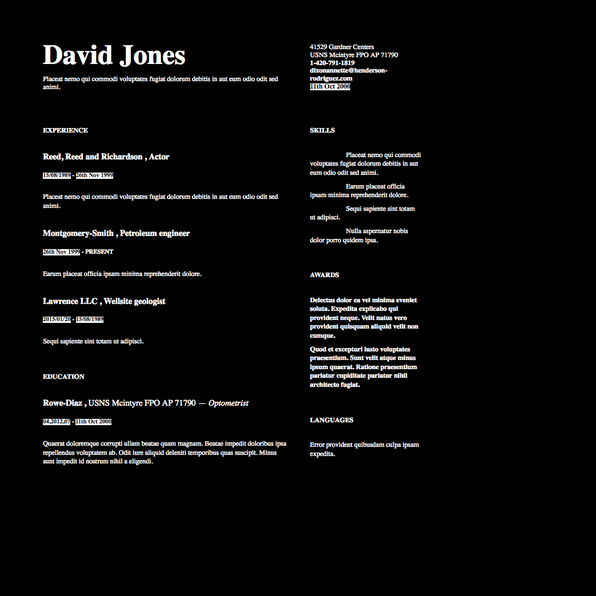 David Jones
Placeat nemo qui commodi voluptates fugiat dolorum debitis in aut eum odio odit sed
animi.
41529 Gardner Centers
USNS Mcintyre FPO AP 71790
1-420-791-1819
dixonannette@henderson-
rodriguez.com
11th Oct 2000
EXPERIENCE
Reed, Reed and Richardson , Actor
15/08/1989 - 26th Nov 1999
Placeat nemo qui commodi voluptates fugiat dolorum debitis in aut eum odio odit sed
animi.
Montgomery-Smith , Petroleum engineer
26th Nov 1999 - PRESENT
Earum placeat officia ipsam minima reprehenderit dolore.
Lawrence LLC , Wellsite geologist
2015/01/21 - 15/08/1989
Sequi sapiente sint totam ut adipisci.
EDUCATION
Rowe-Diaz , USNS Mcintyre FPO AP 71790 — Optometrist
04.2012.07 - 11th Oct 2000
Quaerat doloremque corrupti ullam beatae quam magnam. Beatae impedit doloribus ipsa
repellendus voluptatem ab. Odit iure aliquid deleniti temporibus quas suscipit. Minus
sunt impedit id nostrum nihil a eligendi.
SKILLS
Placeat nemo qui commodi
voluptates fugiat dolorum debitis in aut
eum odio odit sed animi.
Earum placeat officia
ipsam minima reprehenderit dolore.
Sequi sapiente sint totam
ut adipisci.
Nulla aspernatur nobis
dolor porro quidem ipsa.
AWARDS
Delectus dolor ea vel minima eveniet
soluta. Expedita explicabo qui
provident neque. Velit natus vero
provident quisquam aliquid velit non
cumque.
Quod et excepturi iusto voluptates
praesentium. Sunt velit atque minus
ipsum quaerat. Ratione praesentium
pariatur cupiditate pariatur nihil
architecto fugiat.
LANGUAGES
Error provident quibusdam culpa ipsam
expedita.